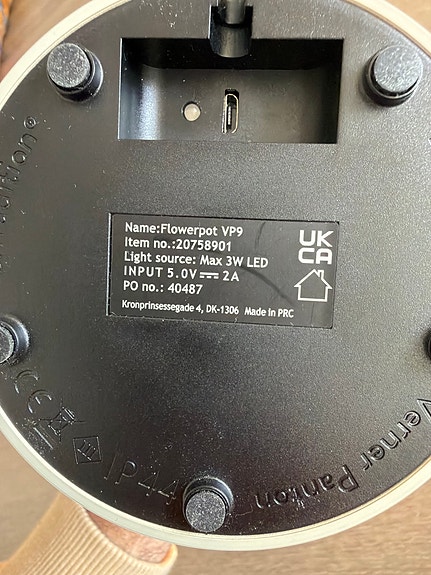 Name:Flowerpot VP9
Item no.:20758901
Light source: Max 3W LED
INPUT 5.0V⎓2A
PO no.: 40487
Kronprinsessegade 4, DK-1306 Made in PRC
UK
CA
CE
IP44
Verner Panton